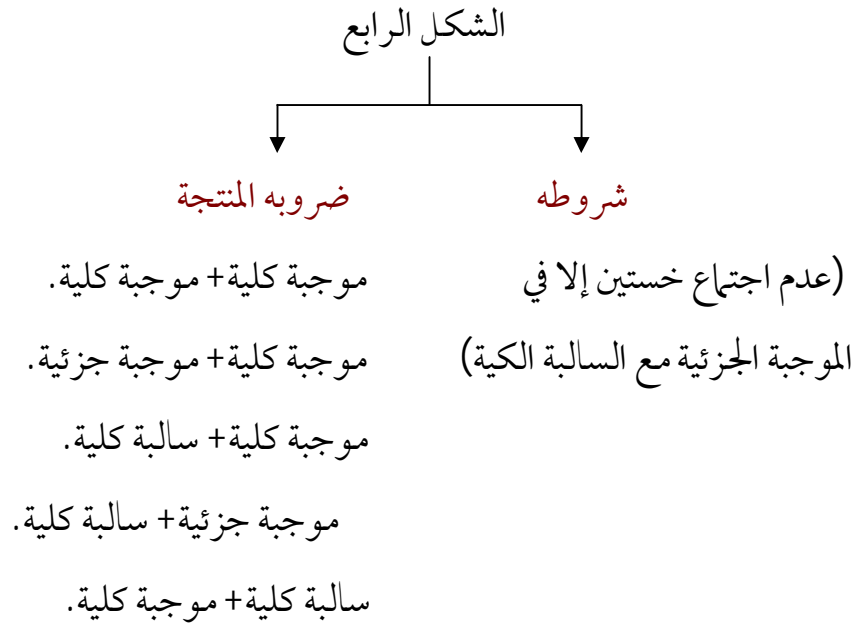 الشكل الرابع
شروطه
(عدم اجتماع خستين إلا في
الموجبة الجزئية مع السالبة الكية)
ضروبه المنتجة
موجبة كلية+ موجبة كلية.
موجبة كلية+ موجبة جزئية.
موجبة كلية+ سالبة كلية.
موجبة جزئية+ سالبة كلية.
سالبة كلية+ موجبة كلية.